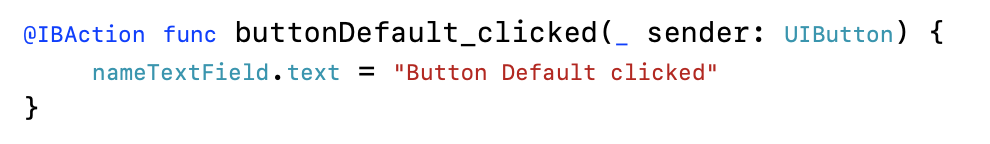 @IBAction func buttonDefault_clicked(_ sender: UIButton) {
    nameTextField.text = "Button Default clicked"
}